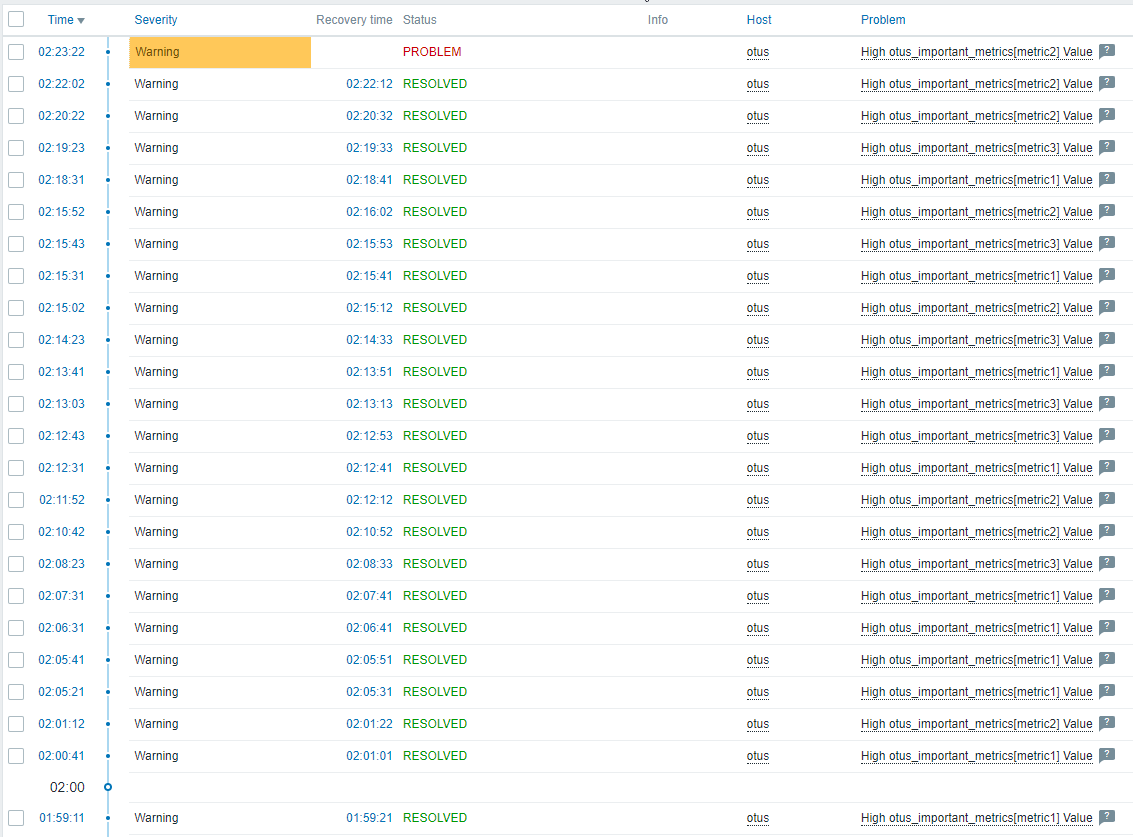 Time Severity Recovery time Status Info Host Problem
02:23:22 Warning PROBLEM otus High otus_important_metrics[metric2] Value ?
02:22:02 Warning 02:22:12 RESOLVED otus High otus_important_metrics[metric2] Value ?
02:20:22 Warning 02:20:32 RESOLVED otus High otus_important_metrics[metric2] Value ?
02:19:23 Warning 02:19:33 RESOLVED otus High otus_important_metrics[metric3] Value ?
02:18:31 Warning 02:18:41 RESOLVED otus High otus_important_metrics[metric1] Value ?
02:15:52 Warning 02:16:02 RESOLVED otus High otus_important_metrics[metric2] Value ?
02:15:43 Warning 02:15:53 RESOLVED otus High otus_important_metrics[metric3] Value ?
02:15:31 Warning 02:15:41 RESOLVED otus High otus_important_metrics[metric1] Value ?
02:15:02 Warning 02:15:12 RESOLVED otus High otus_important_metrics[metric2] Value ?
02:14:23 Warning 02:14:33 RESOLVED otus High otus_important_metrics[metric3] Value ?
02:13:41 Warning 02:13:51 RESOLVED otus High otus_important_metrics[metric1] Value ?
02:13:03 Warning 02:13:13 RESOLVED otus High otus_important_metrics[metric3] Value ?
02:12:43 Warning 02:12:53 RESOLVED otus High otus_important_metrics[metric3] Value ?
02:12:31 Warning 02:12:41 RESOLVED otus High otus_important_metrics[metric1] Value ?
02:11:52 Warning 02:12:12 RESOLVED otus High otus_important_metrics[metric2] Value ?
02:10:42 Warning 02:10:52 RESOLVED otus High otus_important_metrics[metric2] Value ?
02:08:23 Warning 02:08:33 RESOLVED otus High otus_important_metrics[metric3] Value ?
02:07:31 Warning 02:07:41 RESOLVED otus High otus_important_metrics[metric1] Value ?
02:06:31 Warning 02:06:41 RESOLVED otus High otus_important_metrics[metric1] Value ?
02:05:41 Warning 02:05:51 RESOLVED otus High otus_important_metrics[metric1] Value ?
02:05:21 Warning 02:05:31 RESOLVED otus High otus_important_metrics[metric1] Value ?
02:01:12 Warning 02:01:22 RESOLVED otus High otus_important_metrics[metric2] Value ?
02:00:41 Warning 02:01:01 RESOLVED otus High otus_important_metrics[metric1] Value ?
02:00
01:59:11 Warning 01:59:21 RESOLVED otus High otus_important_metrics[metric1] Value ?